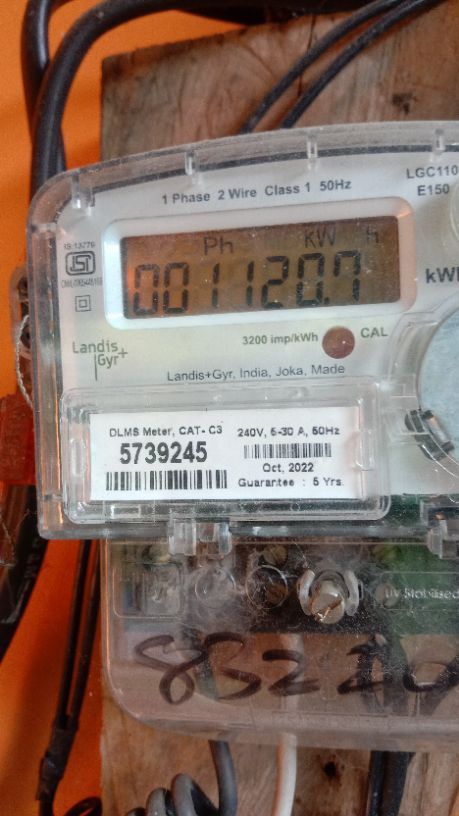 LGC110
E150
1 Phase 2 Wire Class 1 50Hz
IS:13779
Ph kW h
001120.7
kWh
3200 imp/kWh CAL
Landis
Gyr+
Landis+Gyr, India, Joka, Made
DLMS Meter, CAT- C3
240V, 5-30 A, 50Hz
5739245
Oct, 2022
Guarantee : 5 Yrs.
UV Stabilised